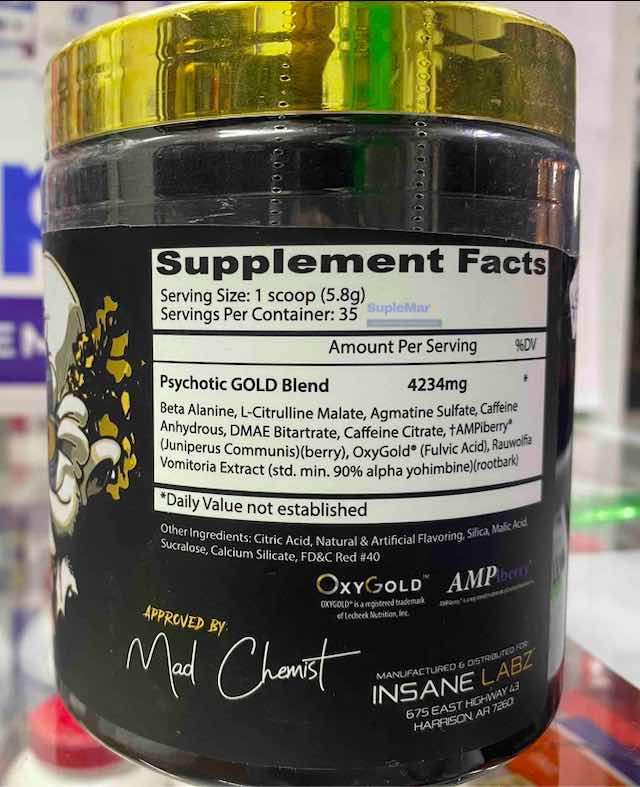 Supplement Facts
Serving Size: 1 scoop (5.8g)
Servings Per Container: 35
SupleMar
Amount Per Serving %DV
Psychotic GOLD Blend 4234mg *
Beta Alanine, L-Citrulline Malate, Agmatine Sulfate, Caffeine
Anhydrous, DMAE Bitartrate, Caffeine Citrate, †AMPiberry®
(Juniperus Communis)(berry), OxyGold® (Fulvic Acid), Rauwolfia
Vomitoria Extract (std. min. 90% alpha yohimbine)(rootbark)
*Daily Value not established
Other Ingredients: Citric Acid, Natural & Artificial Flavoring, Silica, Malic Acid,
Sucralose, Calcium Silicate, FD&C Red #40
OXYGOLD™
OXYGOLD® is a registered trademark
of Lecheek Nutrition, Inc.
AMPiberry
APPROVED BY:
Mad Chemist
MANUFACTURED & DISTRIBUTED FOR:
INSANE LABZ
675 EAST HIGHWAY 43
HARRISON, AR 72601
EN